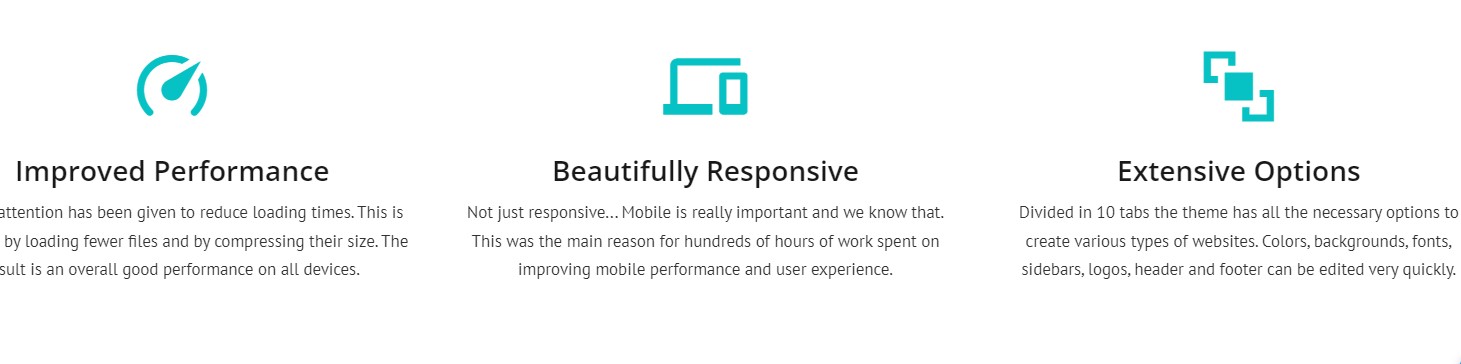 Improved Performance
attention has been given to reduce loading times. This is
by loading fewer files and by compressing their size. The
sult is an overall good performance on all devices.
Beautifully Responsive
Not just responsive... Mobile is really important and we know that.
This was the main reason for hundreds of hours of work spent on
improving mobile performance and user experience.
Extensive Options
Divided in 10 tabs the theme has all the necessary options to
create various types of websites. Colors, backgrounds, fonts,
sidebars, logos, header and footer can be edited very quickly.